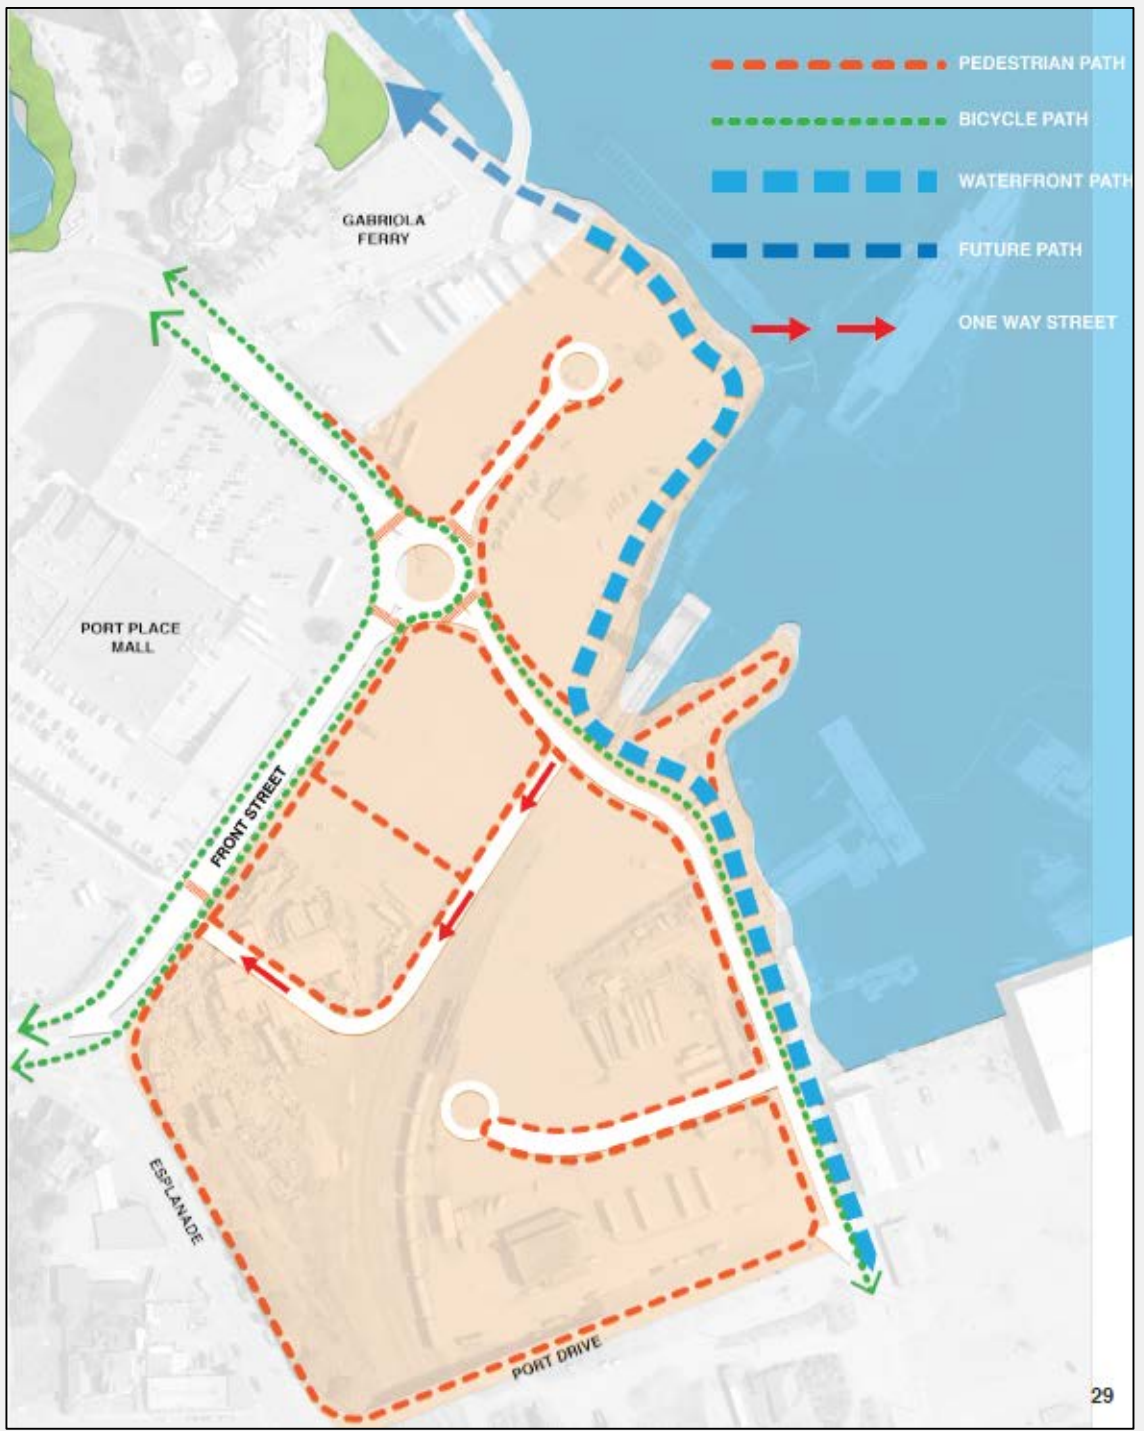 PEDESTRIAN PATH
BICYCLE PATH
WATERFRONT PATH
FUTURE PATH
ONE WAY STREET
GABRIOLA
FERRY
PORT PLACE
MALL
FRONT STREET
ESPLANADE
PORT DRIVE
29